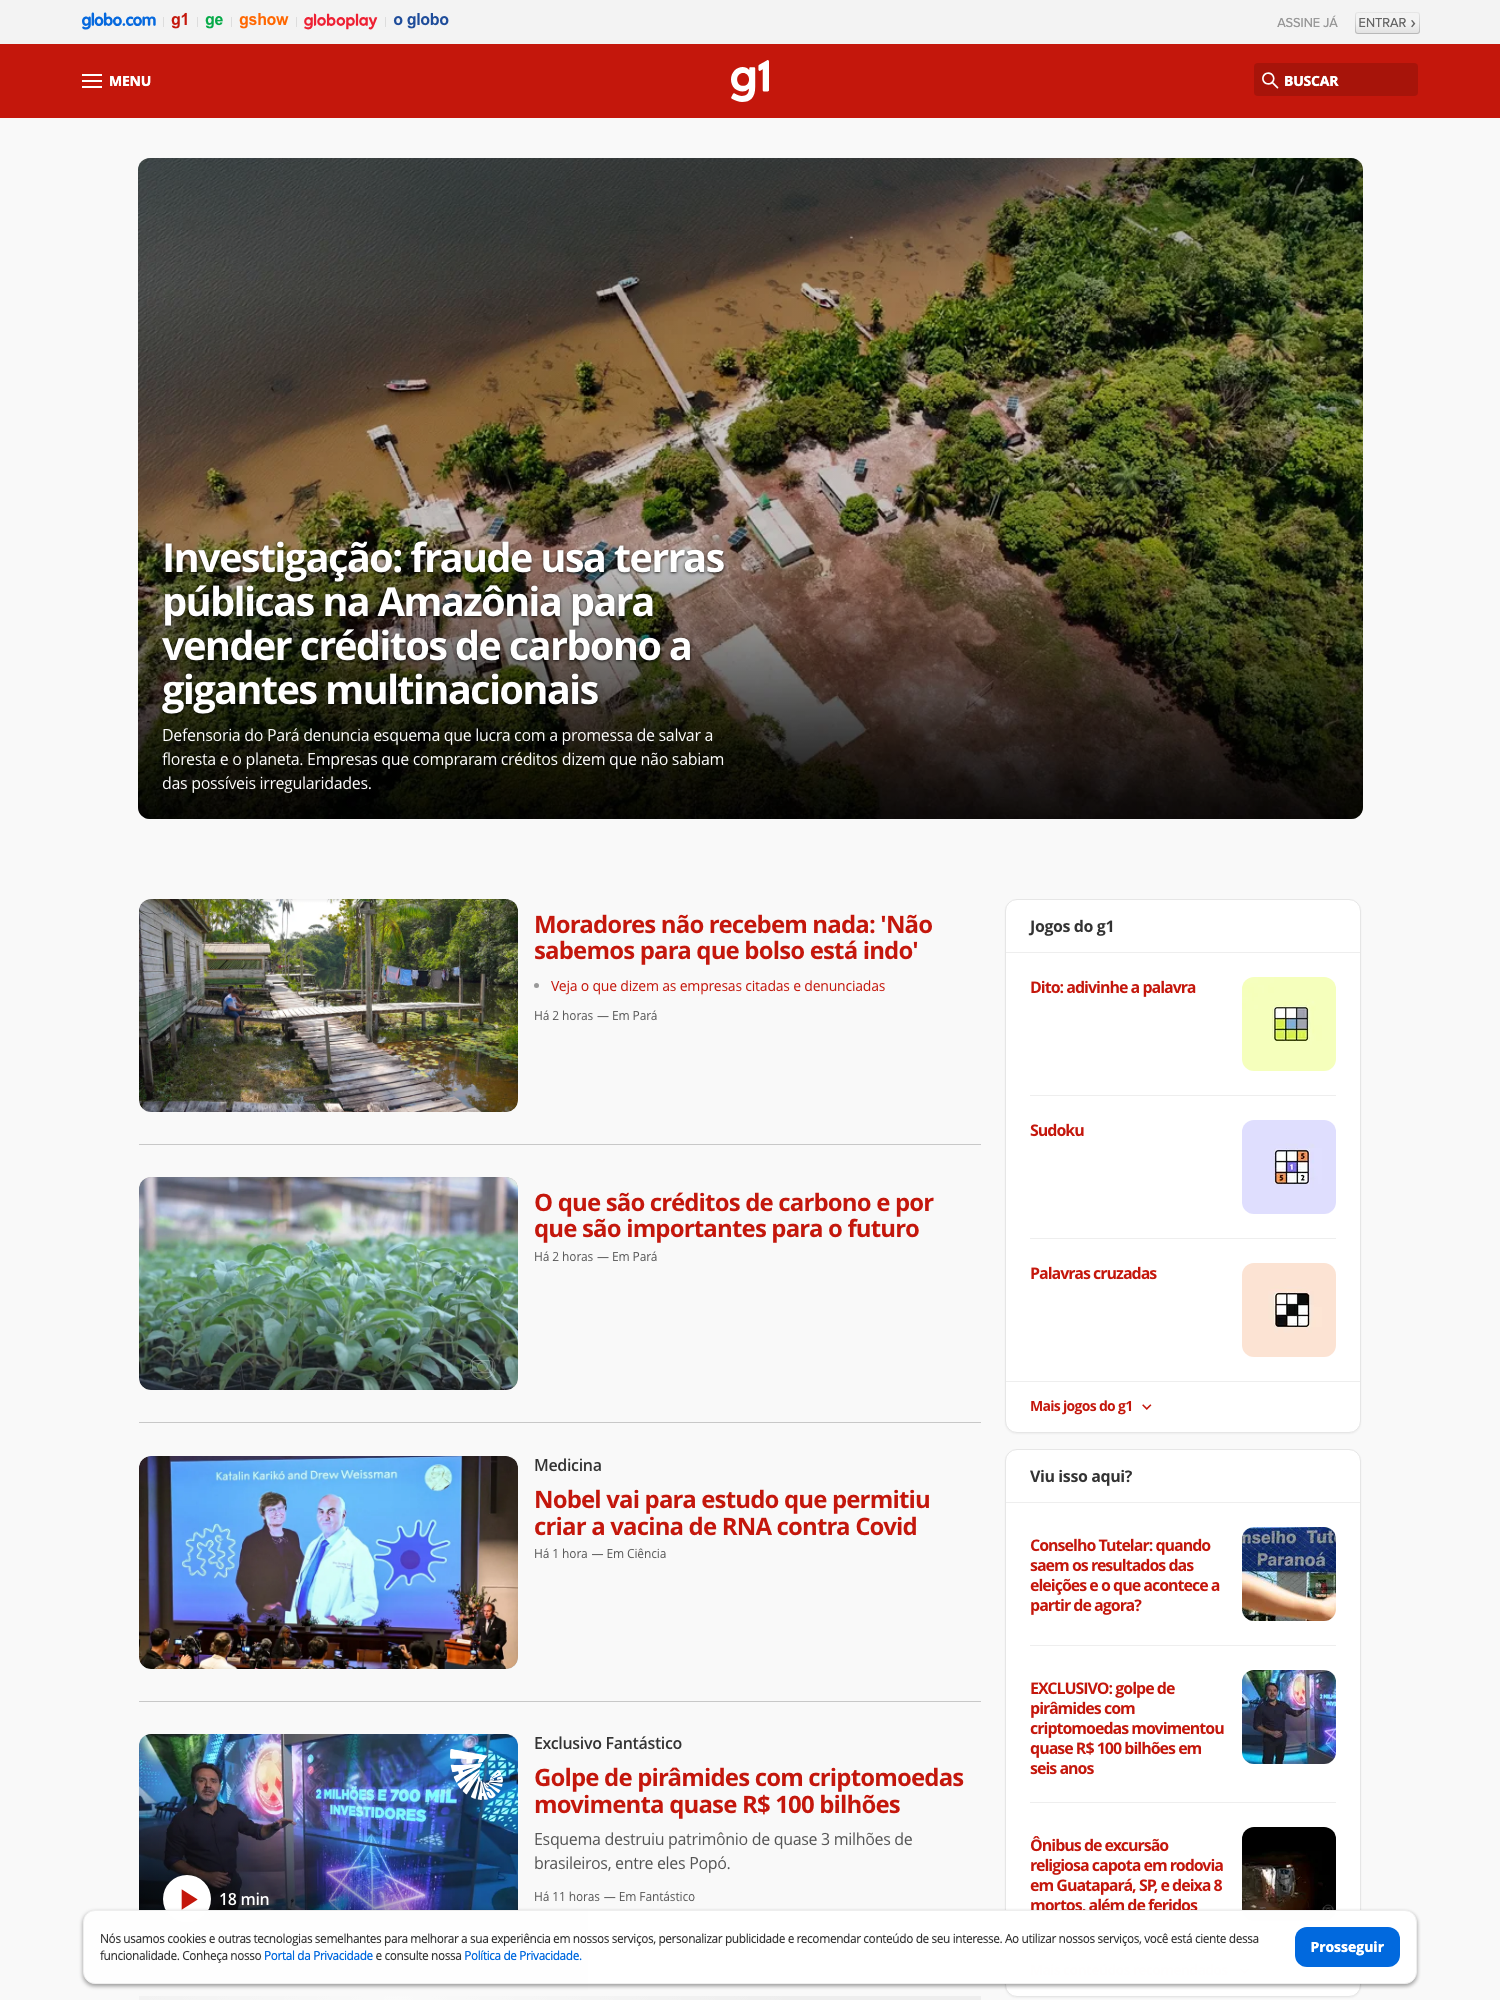 globo.com
g1
ge
gshow
globoplay
o globo
ASSINE JÁ
ENTRAR ›
MENU
g1
BUSCAR
Investigação: fraude usa terras
públicas na Amazônia para
vender créditos de carbono a
gigantes multinacionais
Defensoria do Pará denuncia esquema que lucra com a promessa de salvar a
floresta e o planeta. Empresas que compraram créditos dizem que não sabiam
das possíveis irregularidades.
Moradores não recebem nada: 'Não
sabemos para que bolso está indo'
Veja o que dizem as empresas citadas e denunciadas
Há 2 horas — Em Pará
O que são créditos de carbono e por
que são importantes para o futuro
Há 2 horas — Em Pará
Katalin Karikó and Drew Weissman
Medicina
Nobel vai para estudo que permitiu
criar a vacina de RNA contra Covid
Há 1 hora — Em Ciência
2 MILHÕES E 700 MIL
INVESTIDORES
18 min
Exclusivo Fantástico
Golpe de pirâmides com criptomoedas
movimenta quase R$ 100 bilhões
Esquema destruiu patrimônio de quase 3 milhões de
brasileiros, entre eles Popó.
Há 11 horas — Em Fantástico
Jogos do g1
Dito: adivinhe a palavra
Sudoku
5
1
5 2
Palavras cruzadas
Mais jogos do g1
Viu isso aqui?
Conselho Tutelar: quando
saem os resultados das
eleições e o que acontece a
partir de agora?
nselho Tut
Paranoá
EXCLUSIVO: golpe de
pirâmides com
criptomoedas movimentou
quase R$ 100 bilhões em
seis anos
Ônibus de excursão
religiosa capota em rodovia
em Guatapará, SP, e deixa 8
mortos, além de feridos
Nós usamos cookies e outras tecnologias semelhantes para melhorar a sua experiência em nossos serviços, personalizar publicidade e recomendar conteúdo de seu interesse. Ao utilizar nossos serviços, você está ciente dessa
funcionalidade. Conheça nosso Portal da Privacidade e consulte nossa Política de Privacidade.
Prosseguir